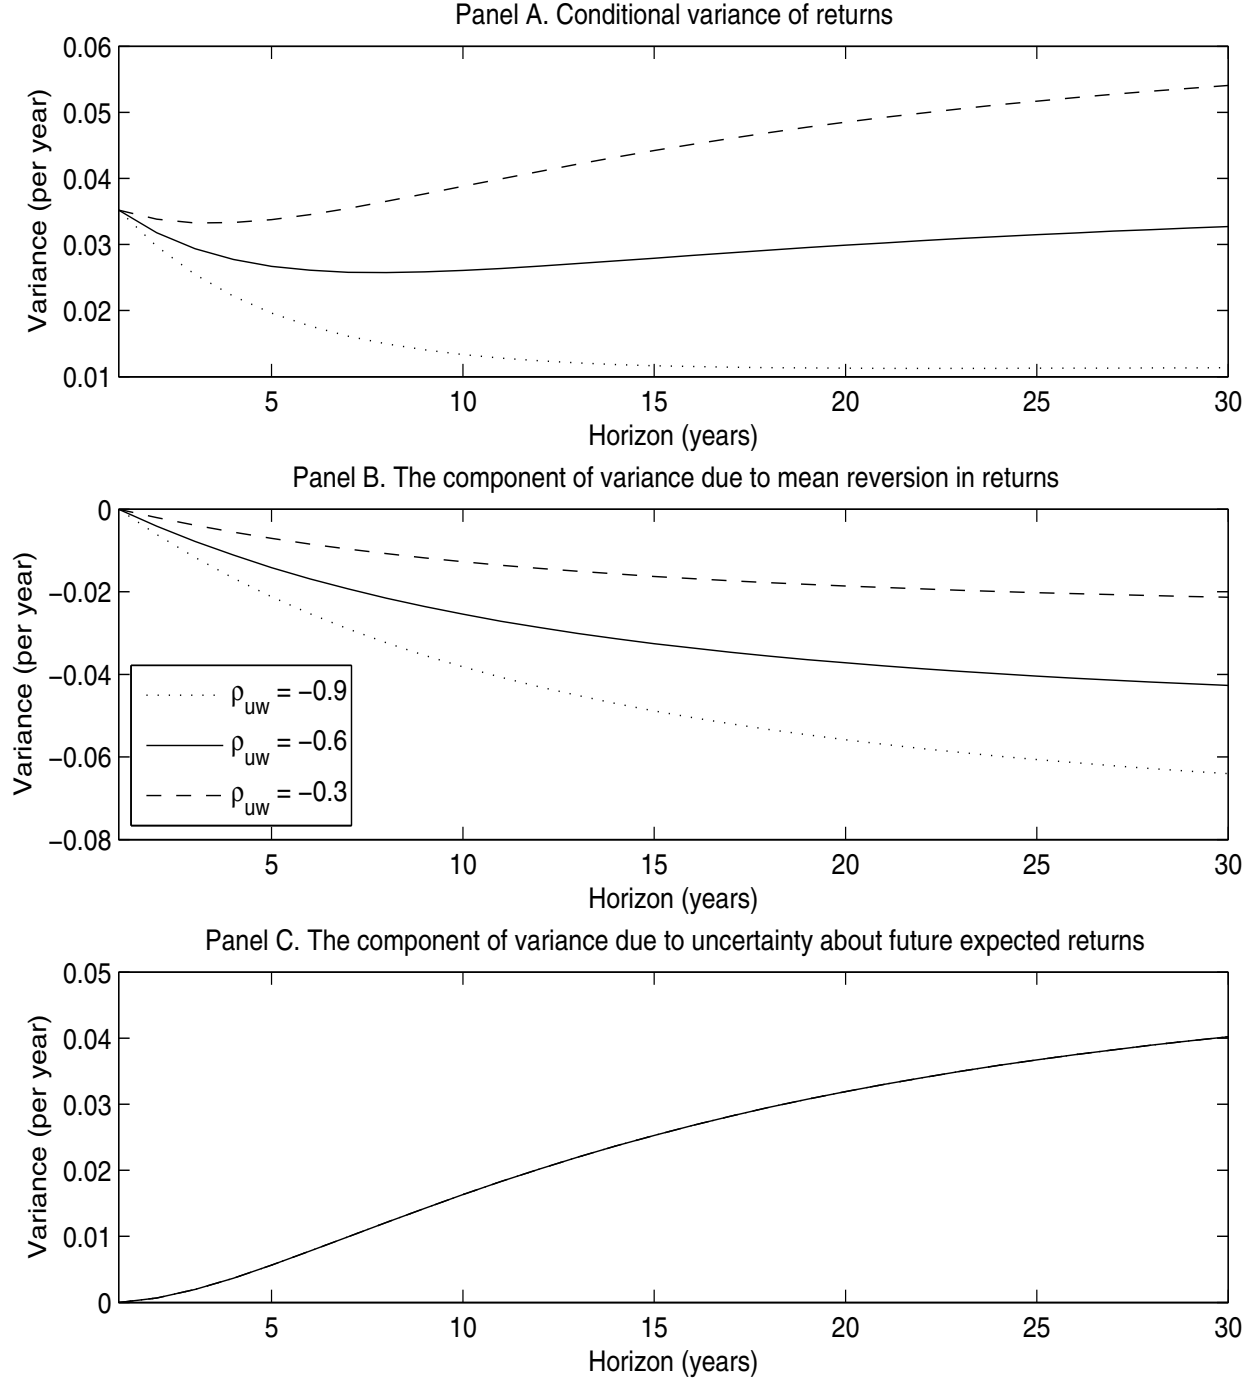 Panel A. Conditional variance of returns
0.06
0.05
0.04
0.03
0.02
0.01
Variance (per year)
5 10 15 20 25 30
Horizon (years)
Panel B. The component of variance due to mean reversion in returns
0
−0.02
−0.04
−0.06
−0.08
Variance (per year)
ρuw = −0.9
ρuw = −0.6
ρuw = −0.3
5 10 15 20 25 30
Horizon (years)
Panel C. The component of variance due to uncertainty about future expected returns
0.05
0.04
0.03
0.02
0.01
0
Variance (per year)
5 10 15 20 25 30
Horizon (years)